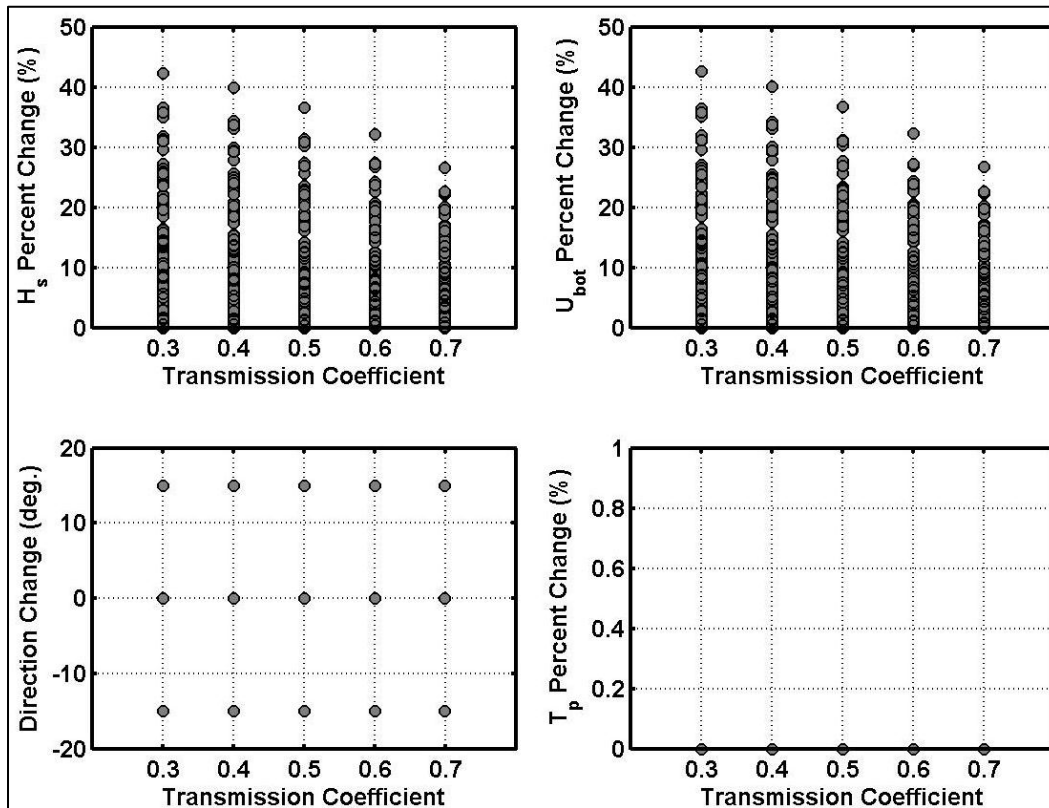 50
40
30
20
10
0
H_s Percent Change (%)
0.3 0.4 0.5 0.6 0.7
Transmission Coefficient
50
40
30
20
10
0
U_bot Percent Change (%)
0.3 0.4 0.5 0.6 0.7
Transmission Coefficient
20
10
0
-10
-20
Direction Change (deg.)
0.3 0.4 0.5 0.6 0.7
Transmission Coefficient
1
0.8
0.6
0.4
0.2
0
T_p Percent Change (%)
0.3 0.4 0.5 0.6 0.7
Transmission Coefficient